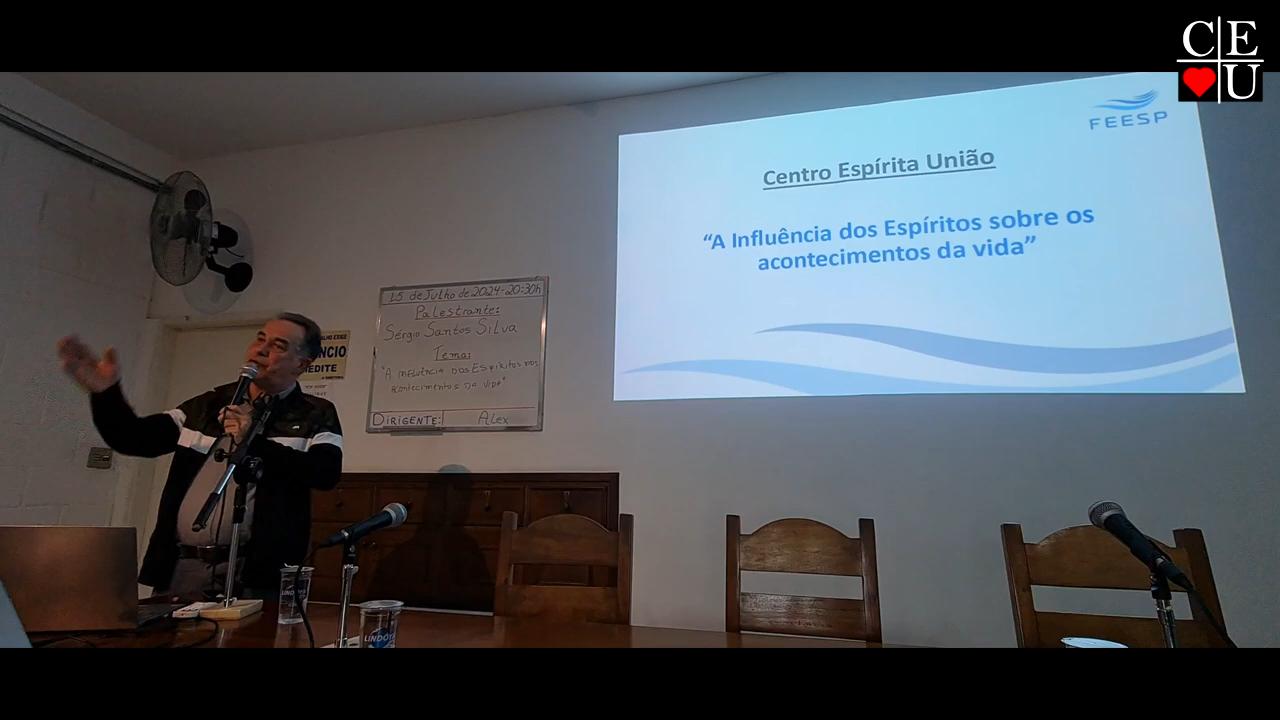 CE
U
FEESP
Centro Espírita União
“A Influência dos Espíritos sobre os
acontecimentos da vida”
15 de Julho de 2024-20:30h
Palestrante:
Sérgio Santos Silva
Tema:
"A INFLUÊNCIA DOS ESPÍRITOS nos
acontecimentos DA VIDA"
DIRIGENTE: Alex
LINDOYA